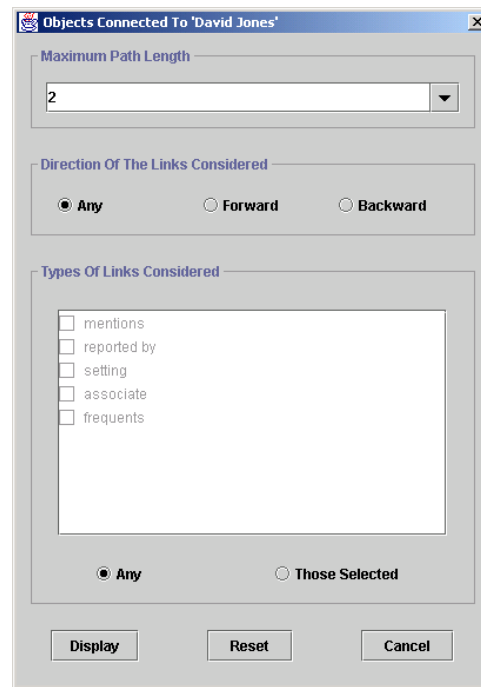 Objects Connected To 'David Jones'
Maximum Path Length
2
Direction Of The Links Considered
Any Forward Backward
Types Of Links Considered
mentions
reported by
setting
associate
frequents
Any Those Selected
Display Reset Cancel